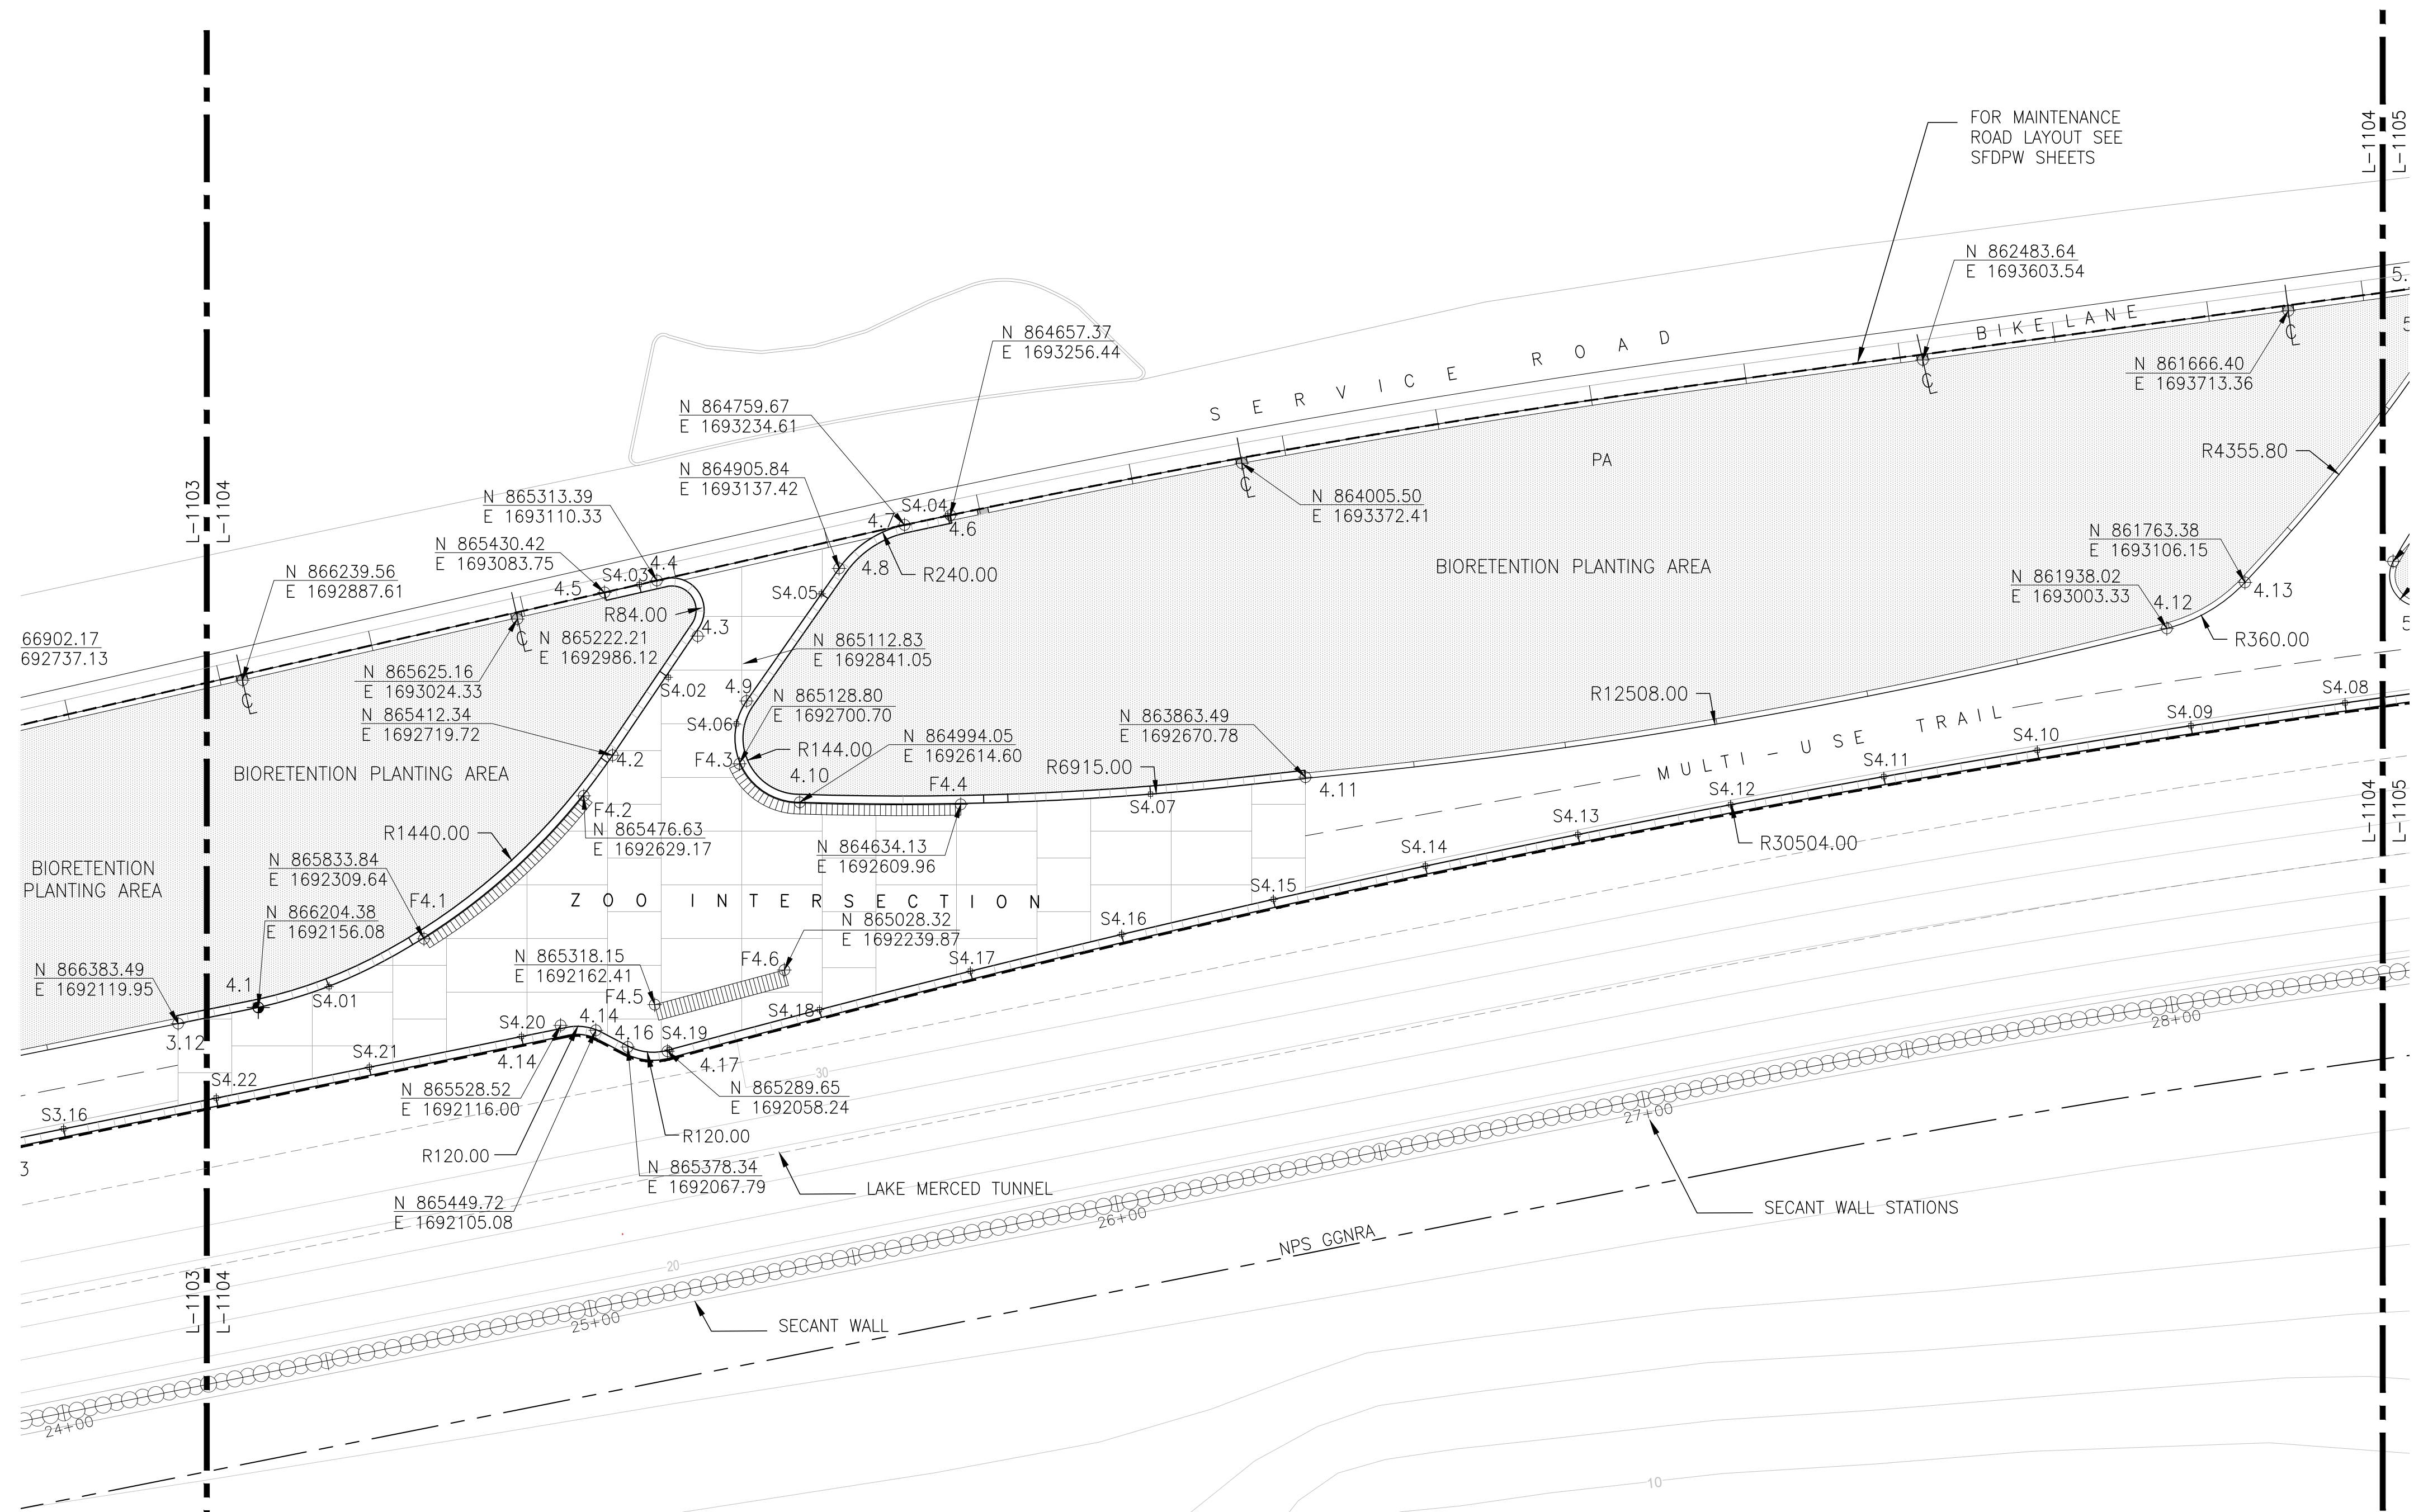 L-1103
L-1104
L-1104
L-1105
FOR MAINTENANCE
ROAD LAYOUT SEE
SFDPW SHEETS
N 862483.64
E 1693603.54
5.
BIKE LANE
SERVICE ROAD
N 864657.37
E 1693256.44
N 861666.40
E 1693713.36
C L
C L
N 864759.67
E 1693234.61
R4355.80
PA
N 864905.84
E 1693137.42
C L
N 864005.50
E 1693372.41
N 865313.39
E 1693110.33
S4.04
4.7
4.6
L-1103
L-1104
N 865430.42
E 1693083.75
4.4
S4.03
4.5
4.8
R240.00
BIORETENTION PLANTING AREA
N 861763.38
E 1693106.15
4.13
N 866239.56
E 1692887.61
N 861938.02
E 1693003.33
4.12
R360.00
S4.05
R84.00
4.3
66902.17
692737.13
C L
N 865222.21
E 1692986.12
N 865112.83
E 1692841.05
N 865625.16
E 1693024.33
C L
S4.02
4.9
N 865128.80
E 1692700.70
R12508.00
S4.08
N 865412.34
E 1692719.72
S4.06
N 864994.05
E 1692614.60
N 863863.49
E 1692670.78
MULTI-USE TRAIL
S4.09
S4.10
BIORETENTION PLANTING AREA
4.2
F4.3
R144.00
4.10
F4.4
R6915.00
S4.07
4.11
S4.11
S4.12
L-1104
L-1105
F4.2
N 865476.63
E 1692629.17
R1440.00
N 864634.13
E 1692609.96
S4.13
R30504.00
S4.14
BIORETENTION
PLANTING AREA
N 865833.84
E 1692309.64
F4.1
ZOO INTERSECTION
S4.15
N 866204.38
E 1692156.08
N 865028.32
E 1692239.87
S4.16
N 866383.49
E 1692119.95
4.1
S4.01
N 865318.15
E 1692162.41
F4.6
F4.5
S4.17
S4.18
3.12
S4.20
4.14
4.14
4.16
S4.19
4.17
S4.21
S4.22
S3.16
3
N 865528.52
E 1692116.00
N 865289.65
E 1692058.24
30
28+00
27+00
R120.00
R120.00
N 865378.34
E 1692067.79
LAKE MERCED TUNNEL
N 865449.72
E 1692105.08
SECANT WALL STATIONS
26+00
NPS GGNRA
20
L-1103
L-1104
25+00
SECANT WALL
24+00
10